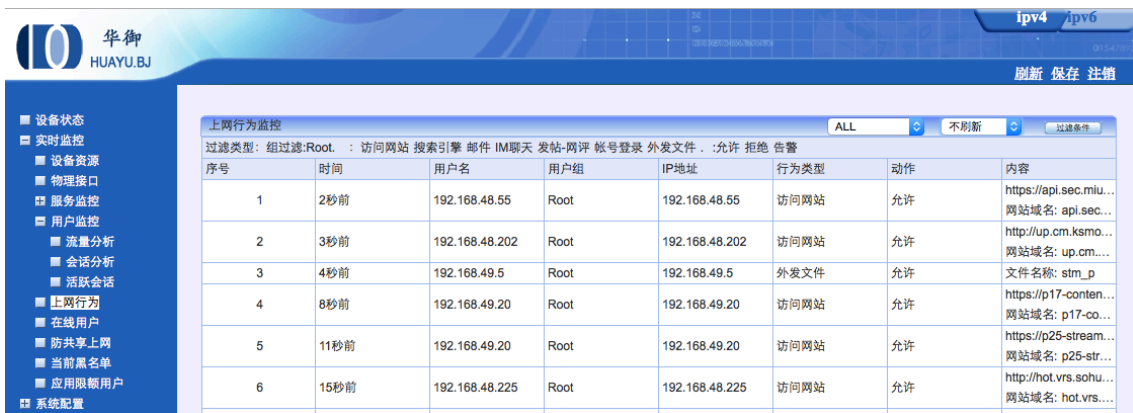 华御
HUAYU.BJ
ipv4 ipv6
刷新 保存 注销
设备状态
实时监控
设备资源
物理接口
服务监控
用户监控
流量分析
会话分析
活跃会话
上网行为
在线用户
防共享上网
当前黑名单
应用限额用户
系统配置
上网行为监控 ALL 不刷新 过滤条件
过滤类型: 组过滤:Root. : 访问网站 搜索引擎 邮件 IM聊天 发帖-网评 帐号登录 外发文件 . :允许 拒绝 告警
序号 时间 用户名 用户组 IP地址 行为类型 动作 内容
1 2秒前 192.168.48.55 Root 192.168.48.55 访问网站 允许 https://api.sec.miu...
网站域名: api.sec...
2 3秒前 192.168.48.202 Root 192.168.48.202 访问网站 允许 http://up.cm.ksmo...
网站域名: up.cm....
3 4秒前 192.168.49.5 Root 192.168.49.5 外发文件 允许 文件名称: stm_p
4 8秒前 192.168.49.20 Root 192.168.49.20 访问网站 允许 https://p17-conten...
网站域名: p17-co...
5 11秒前 192.168.49.20 Root 192.168.49.20 访问网站 允许 https://p25-stream...
网站域名: p25-str...
6 15秒前 192.168.48.225 Root 192.168.48.225 访问网站 允许 http://hot.vrs.sohu...
网站域名: hot.vrs....